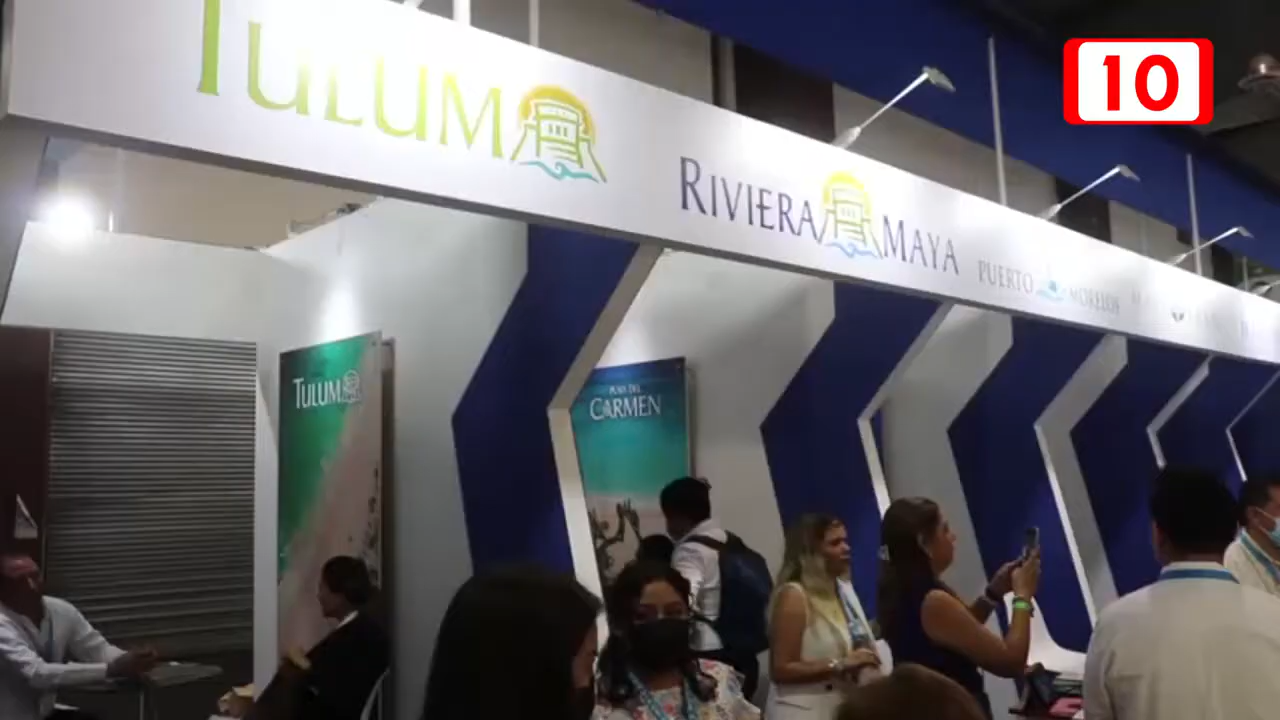 10
TULUM
RIVIERA MAYA
PUERTO MORELOS
TULUM
PLAYA DEL
CARMEN